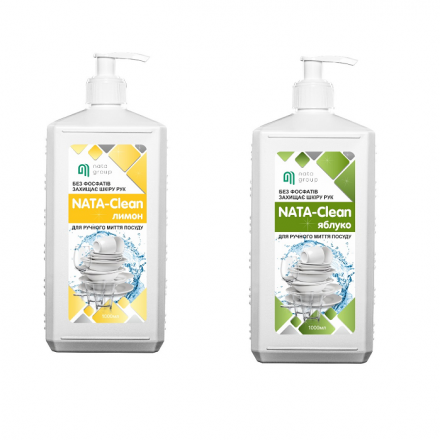 nata
group
БЕЗ ФОСФАТІВ
ЗАХИЩАЄ ШКІРУ РУК
NATA-Clean
лимон
ДЛЯ РУЧНОГО МИТТЯ ПОСУДУ
nata
group
БЕЗ ФОСФАТІВ
ЗАХИЩАЄ ШКІРУ РУК
NATA-Clean
яблуко
ДЛЯ РУЧНОГО МИТТЯ ПОСУДУ
1000мл